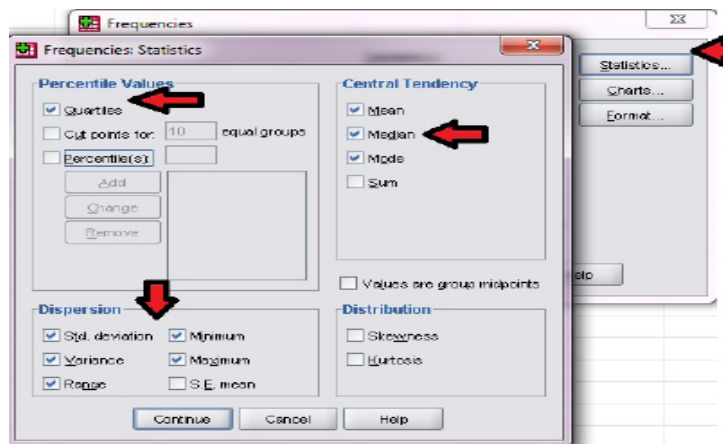 Frequencies
Frequencies: Statistics
Statistics...
Charts...
Format...
Percentile Values
Quartiles
Cut points for: 10 equal groups
Percentile(s):
Add
Change
Remove
Central Tendency
Mean
Median
Mode
Sum
Values are group midpoints
Dispersion
Std. deviation
Minimum
Variance
Maximum
Range
S.E. mean
Distribution
Skewness
Kurtosis
Continue
Cancel
Help
elp